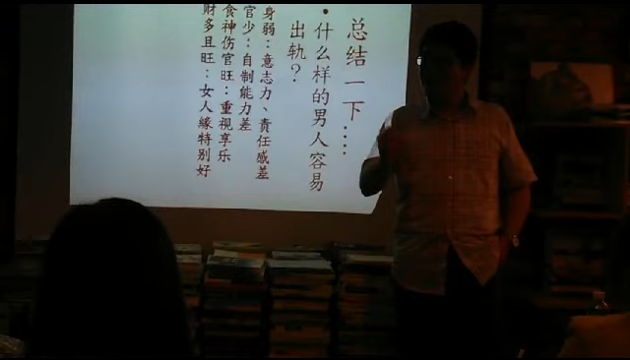 总结一下....
•什么样的男人容易
出轨？
身弱：意志力、责任感差
官少：自制能力差
食神伤官旺：重视享乐
财多且旺：女人缘特别好